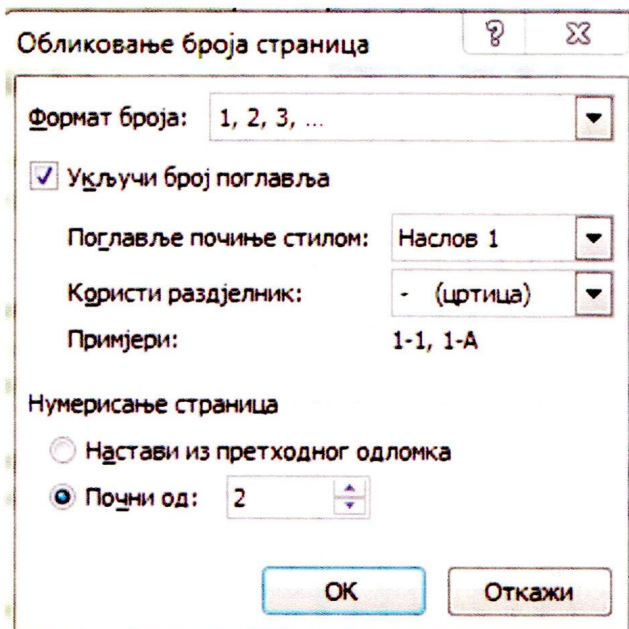 Обликовање броја страница
Формат броја: 1, 2, 3, ...
Укључи број поглавља
Поглавље почиње стилом: Наслов 1
Користи раздјелник: - (цртица)
Примјери: 1-1, 1-A
Нумерисање страница
Настави из претходног одломка
Почни од: 2
ОК Откажи